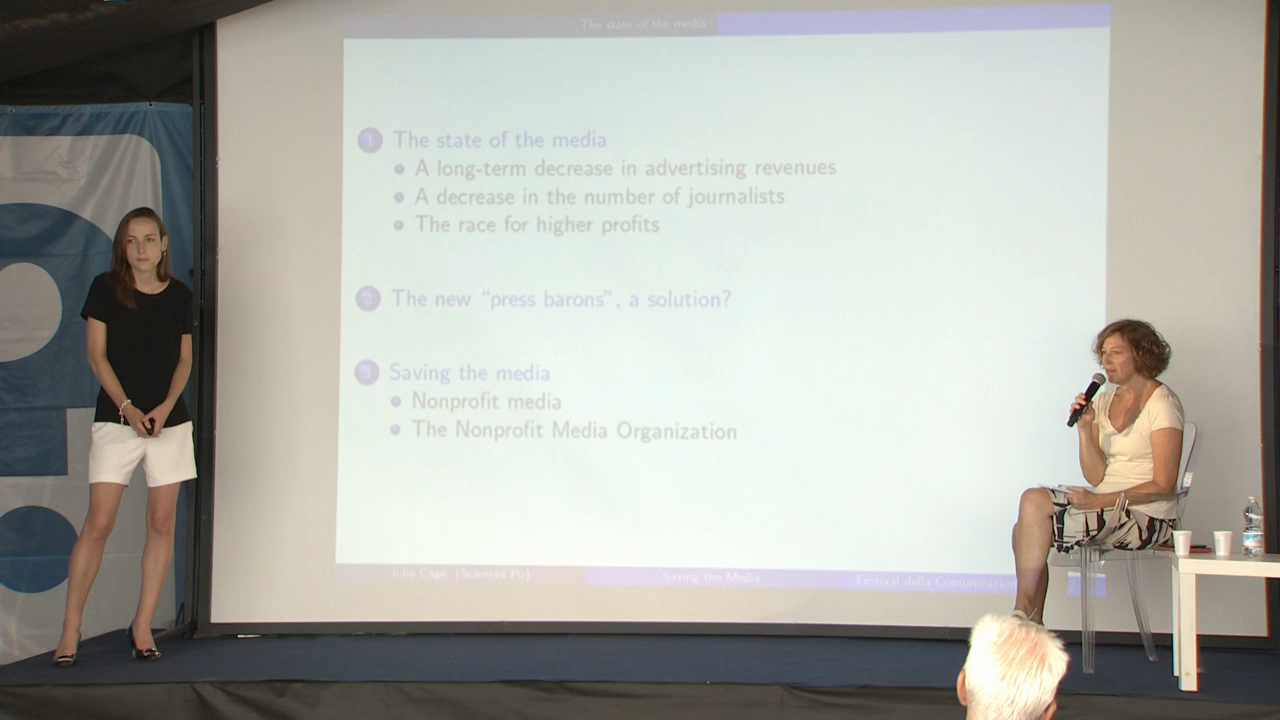 The state of the media
1 The state of the media
A long-term decrease in advertising revenues
A decrease in the number of journalists
The race for higher profits
2 The new “press barons”, a solution?
3 Saving the media
Nonprofit media
The Nonprofit Media Organization
Julia Cagé (Sciences Po) Saving the Media Festival della Comunicazion